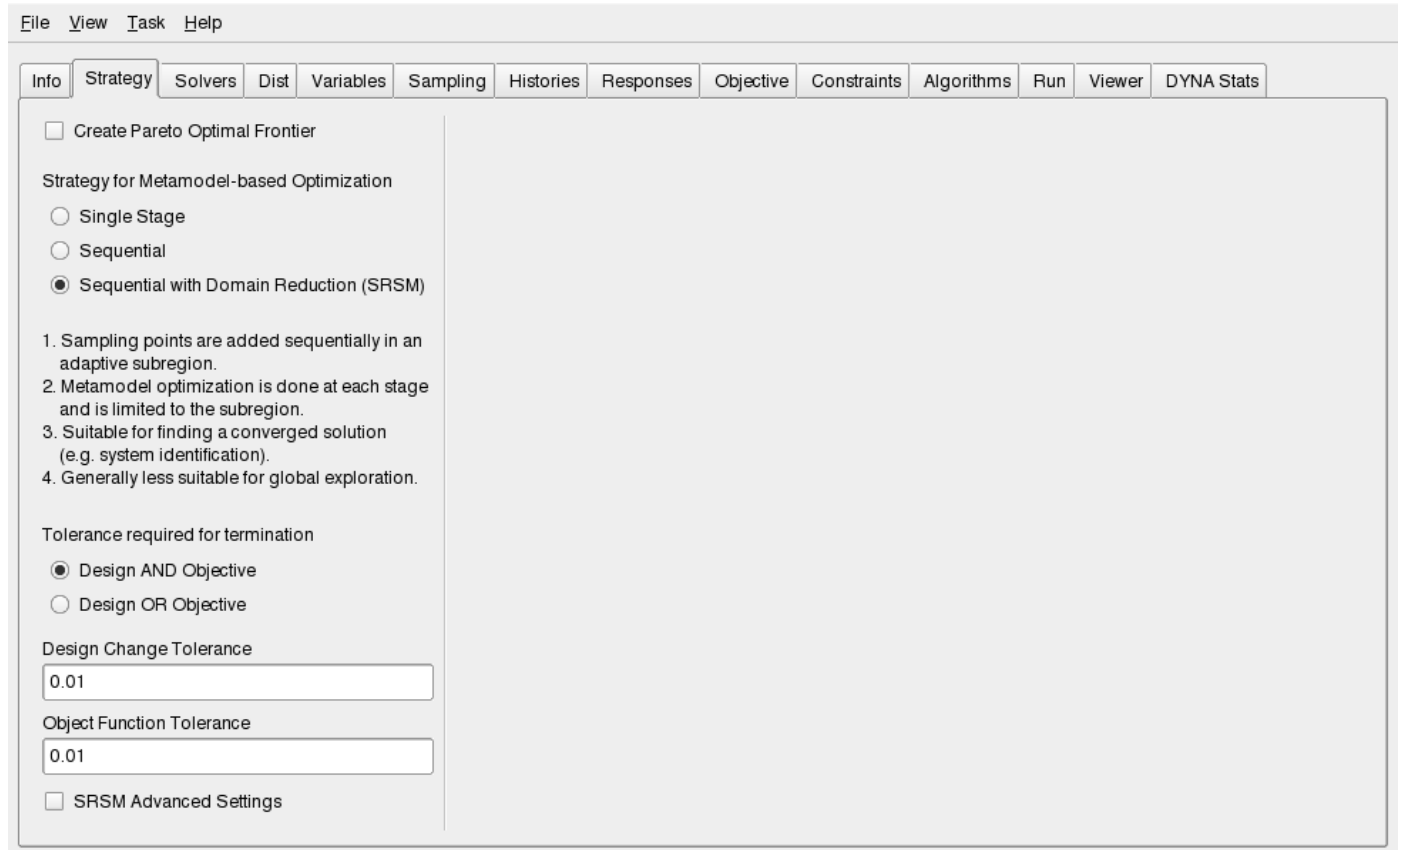 File View Task Help
Info Strategy Solvers Dist Variables Sampling Histories Responses Objective Constraints Algorithms Run Viewer DYNA Stats
Create Pareto Optimal Frontier
Strategy for Metamodel-based Optimization
Single Stage
Sequential
Sequential with Domain Reduction (SRSM)
1. Sampling points are added sequentially in an
adaptive subregion.
2. Metamodel optimization is done at each stage
and is limited to the subregion.
3. Suitable for finding a converged solution
(e.g. system identification).
4. Generally less suitable for global exploration.
Tolerance required for termination
Design AND Objective
Design OR Objective
Design Change Tolerance
0.01
Object Function Tolerance
0.01
SRSM Advanced Settings